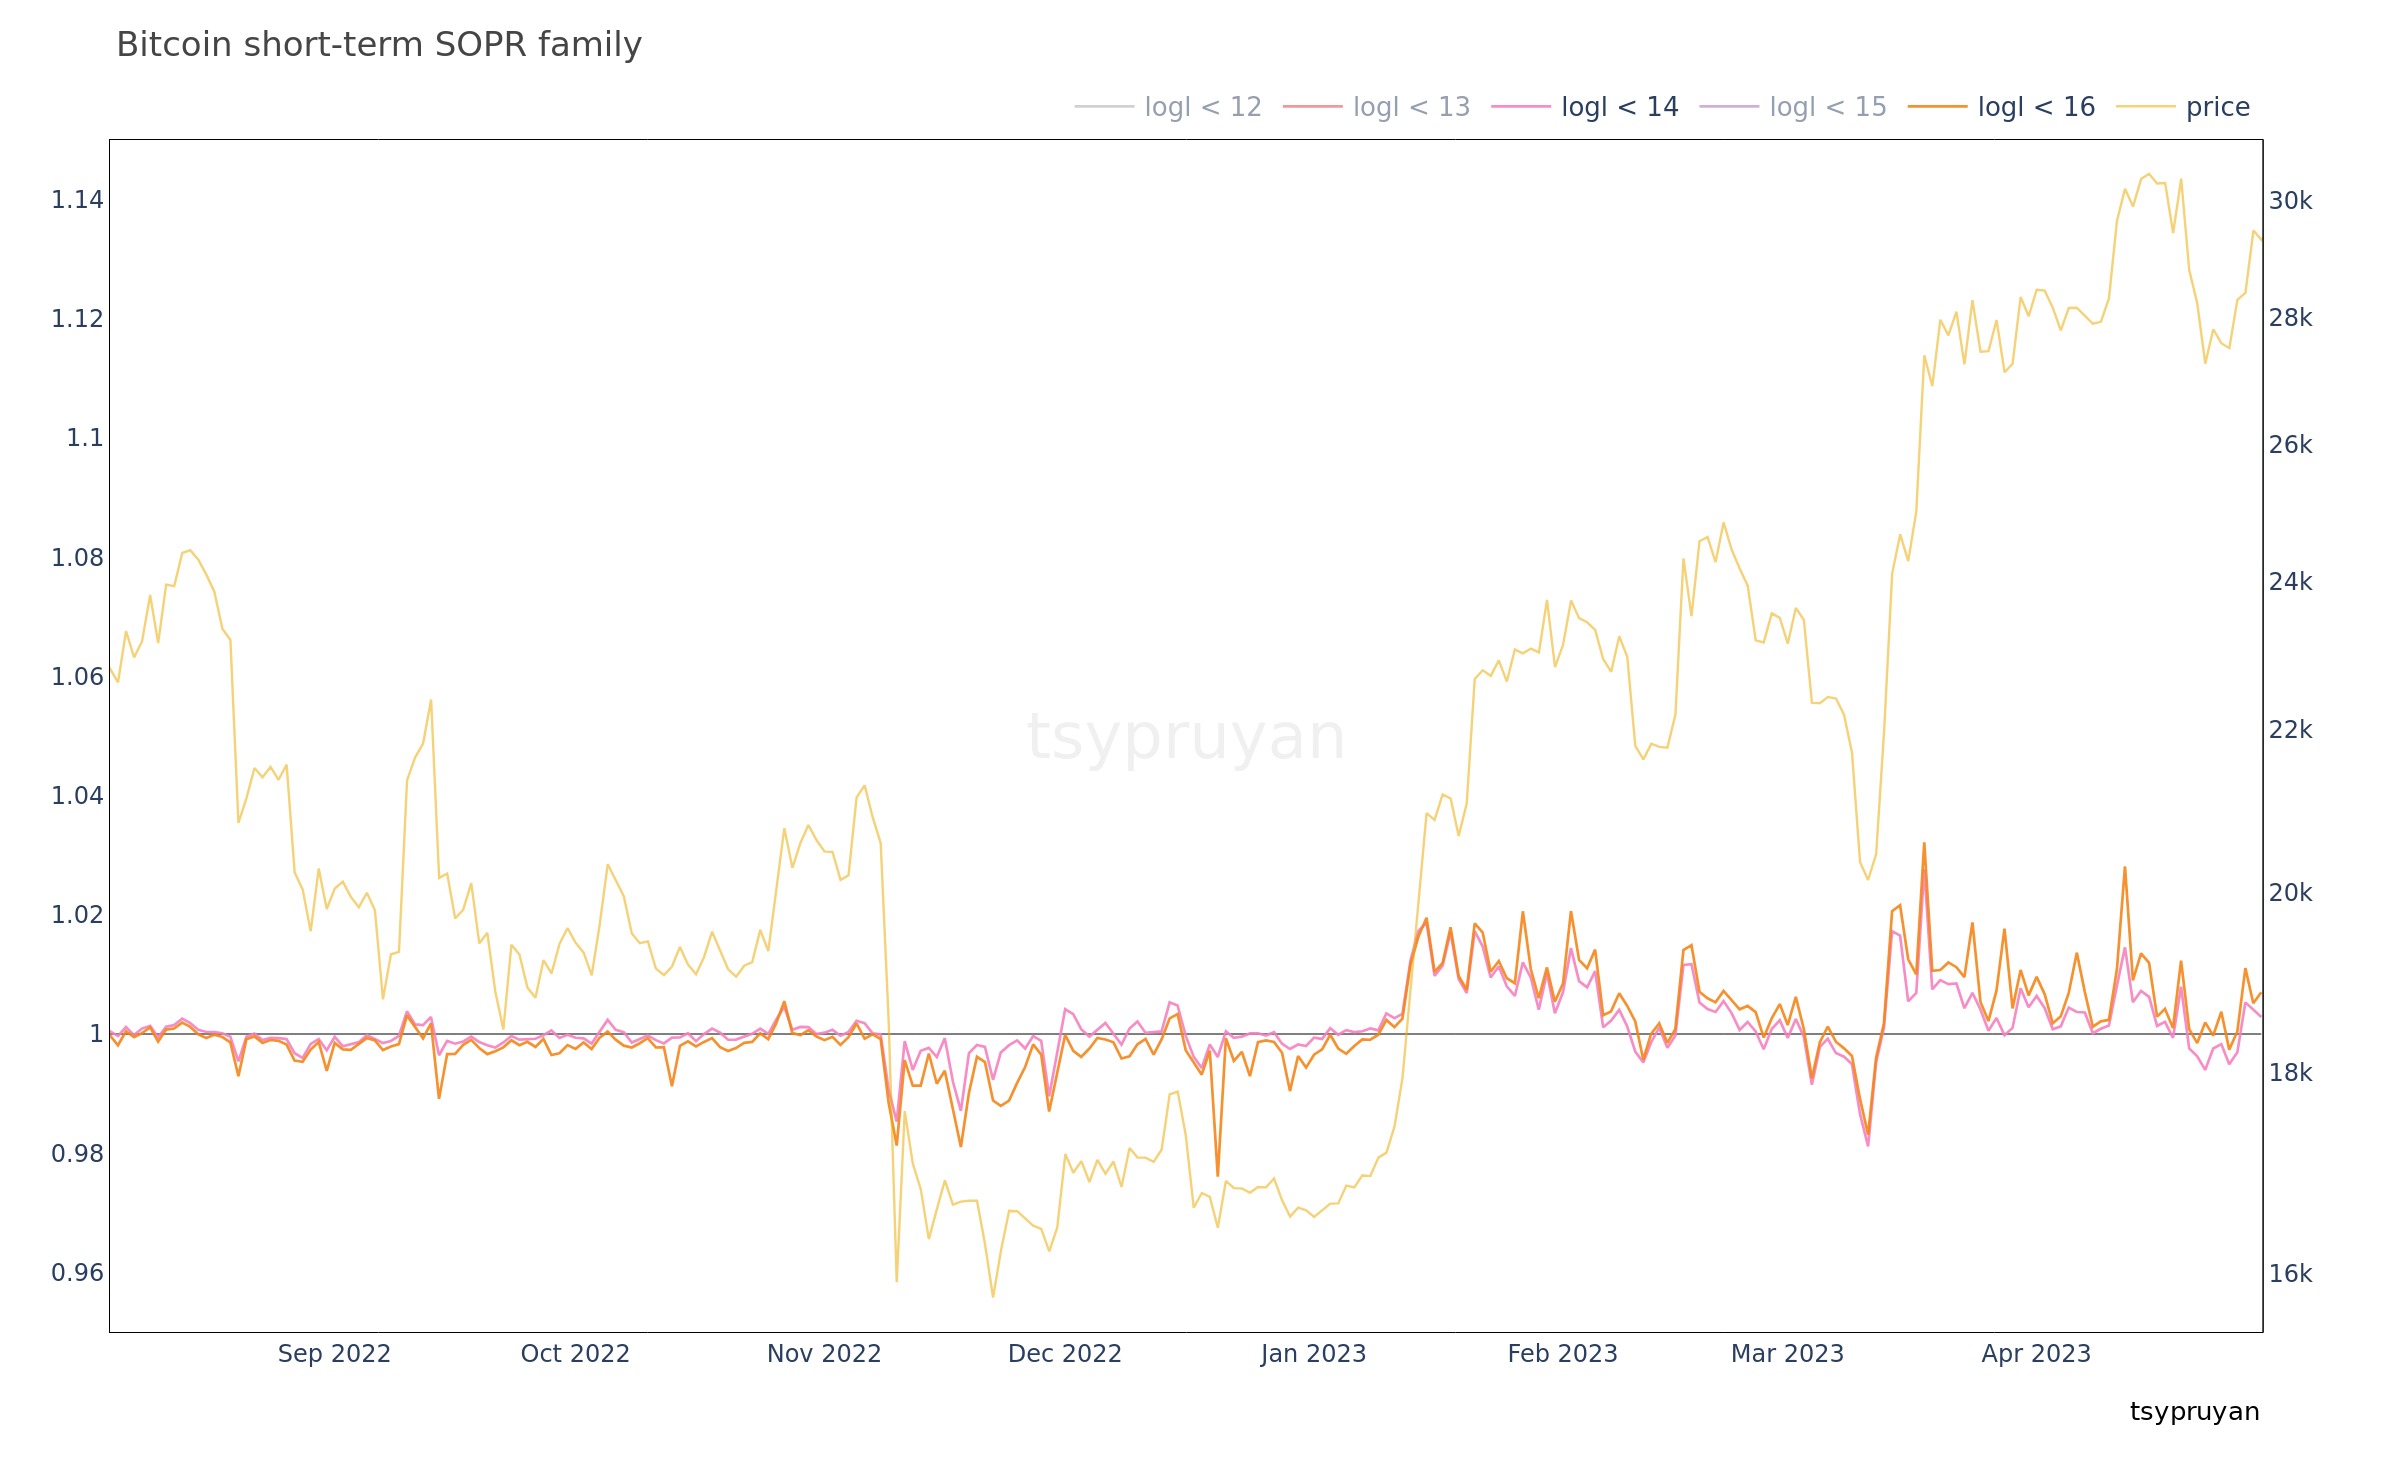 Bitcoin short-term SOPR family
logl < 12 logl < 13 logl < 14 logl < 15 logl < 16 price
1.14
1.12
1.1
1.08
1.06
1.04
1.02
1
0.98
0.96
30k
28k
26k
24k
22k
20k
18k
16k
tsypruyan
Sep 2022 Oct 2022 Nov 2022 Dec 2022 Jan 2023 Feb 2023 Mar 2023 Apr 2023
tsypruyan